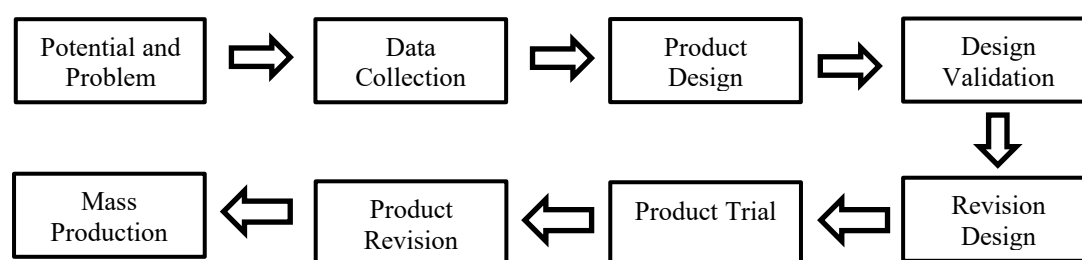 Potential and
Problem
Data
Collection
Product
Design
Design
Validation
Revision
Design
Product Trial
Product
Revision
Mass
Production